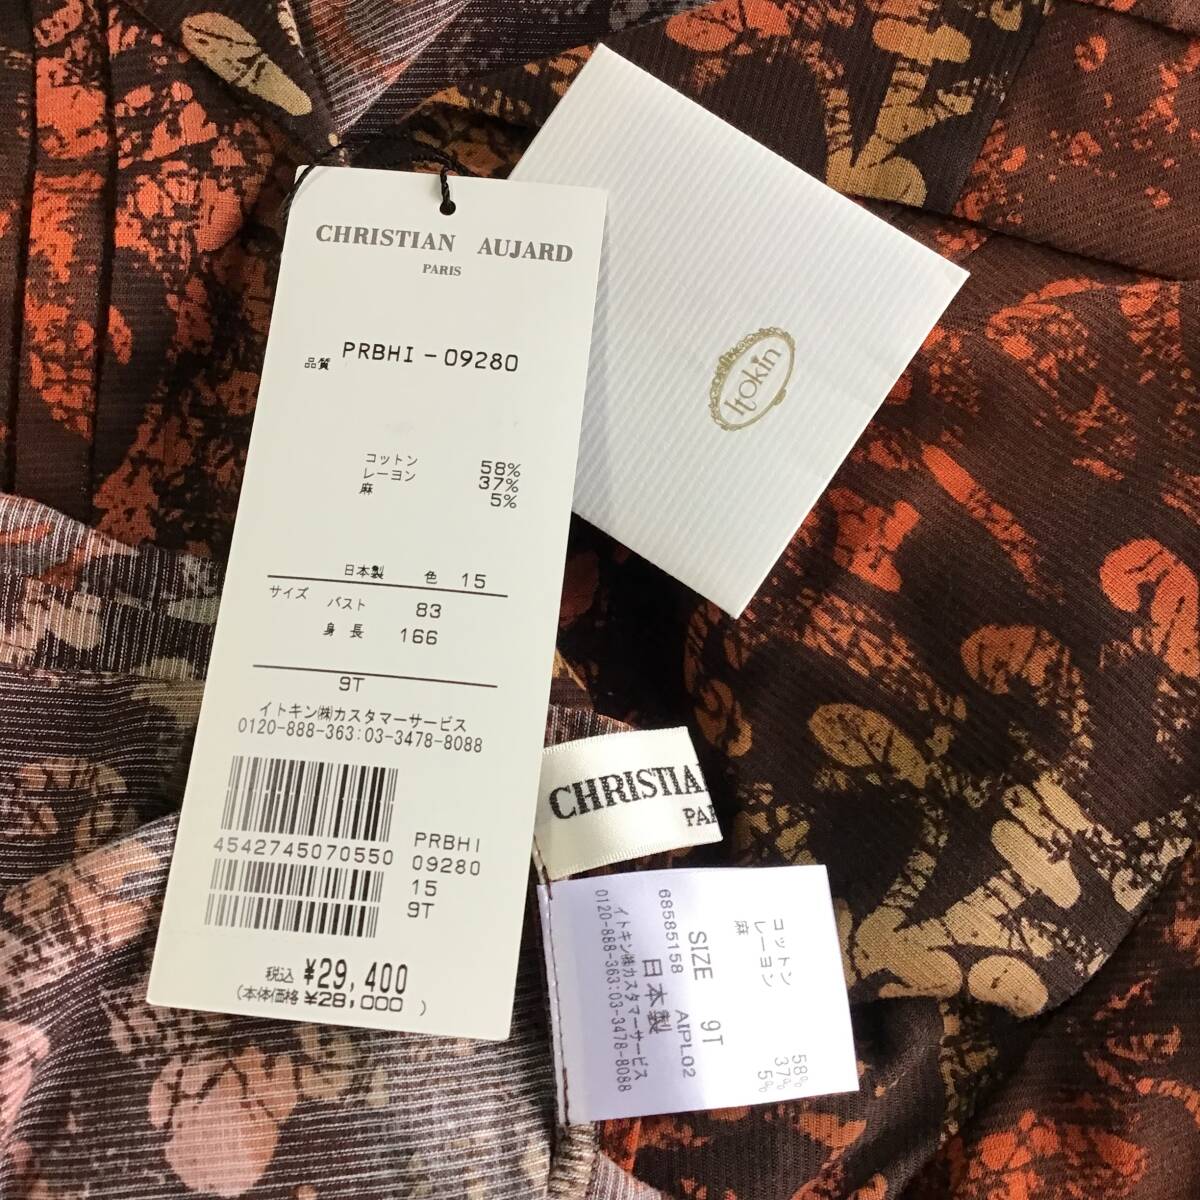 CHRISTIAN AUJARD
PARIS
品質 PRBHI-09280
コットン 58%
レーヨン 37%
麻 5%
日本製 色 15
サイズ バスト 83
身長 166
9T
イトキン㈱カスタマーサービス
0120-888-363:03-3478-8088
4542745070550
PRBHI
09280
15
9T
税込 ¥29,400
(本体価格 ¥28,000 )
Itokin
CHRISTIA
PA
コットン 58%
レーヨン 37%
麻 5%
SIZE 9T
日本製
68585158 AIPL02
イトキン㈱カスタマーサービス
0120-888-363:03-3478-8088